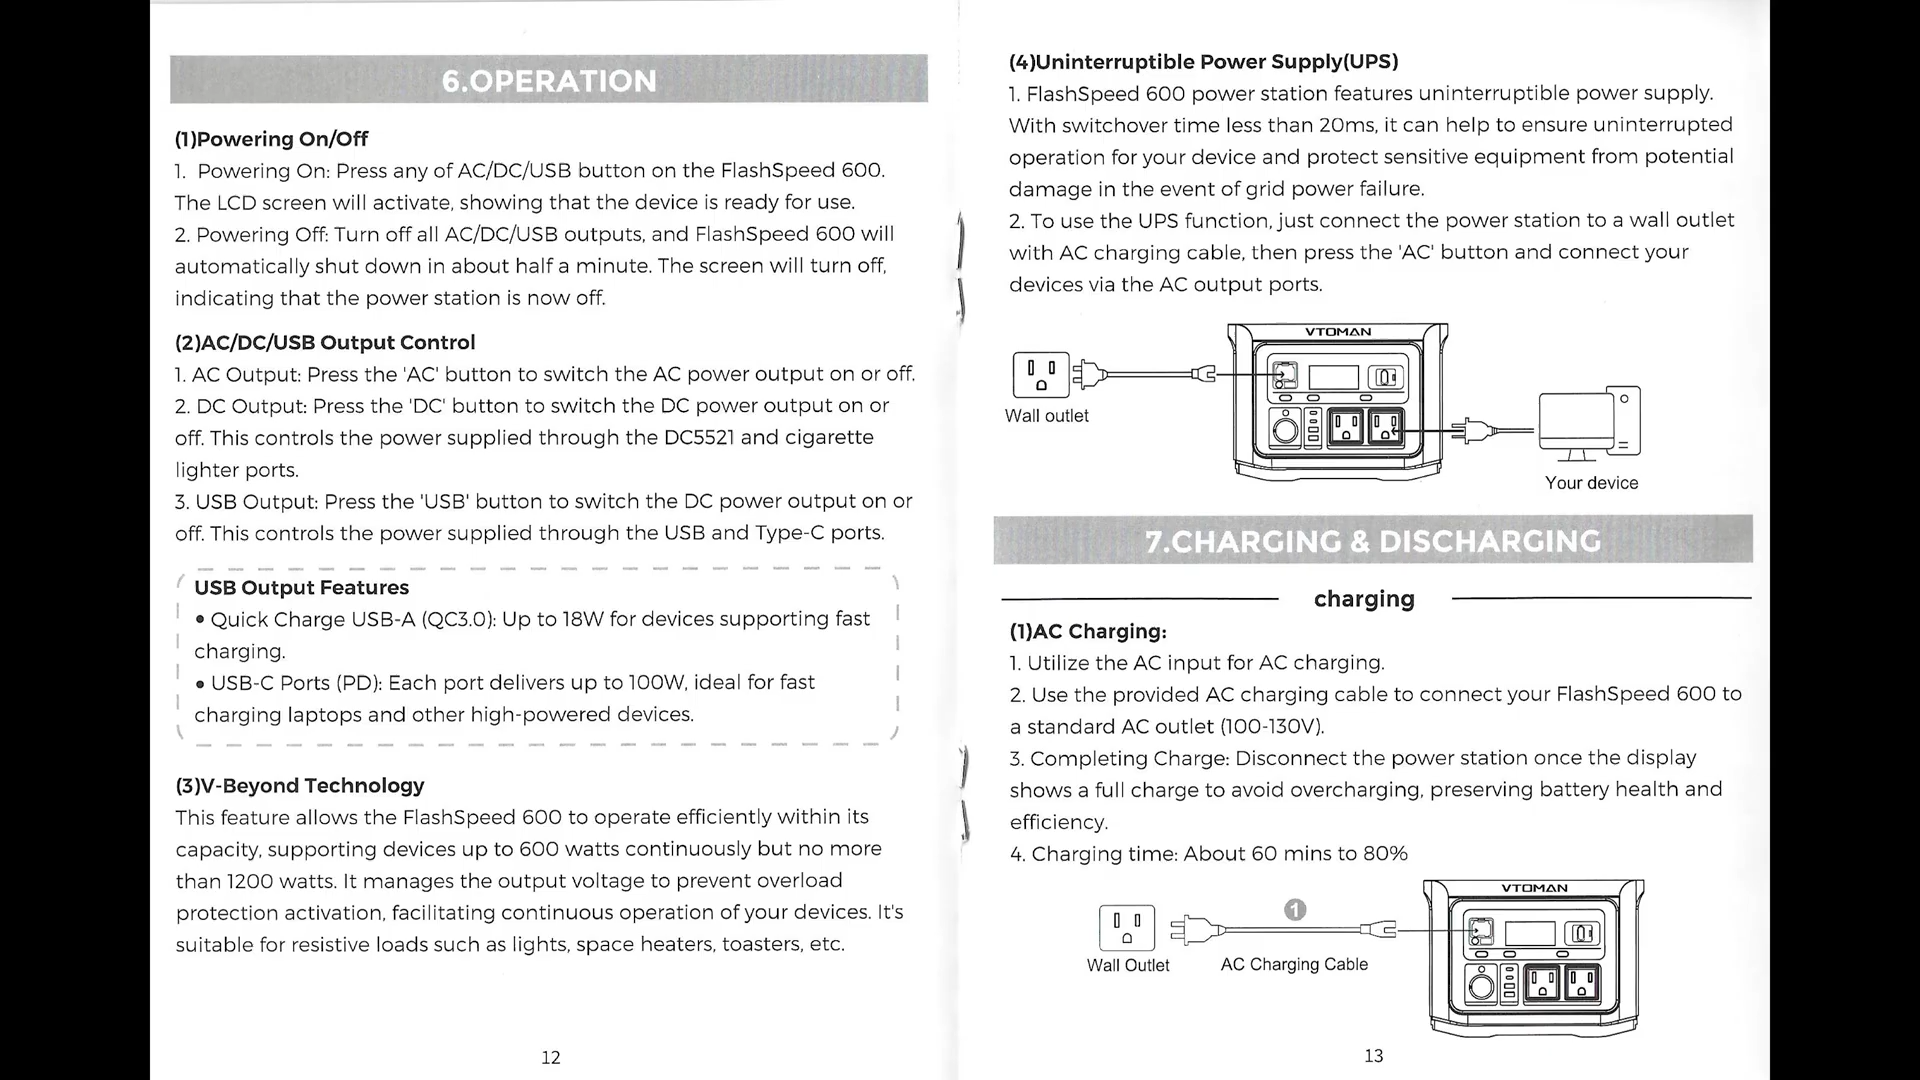 6.OPERATION
(1)Powering On/Off
1. Powering On: Press any of AC/DC/USB button on the FlashSpeed 600.
The LCD screen will activate, showing that the device is ready for use.
2. Powering Off: Turn off all AC/DC/USB outputs, and FlashSpeed 600 will
automatically shut down in about half a minute. The screen will turn off,
indicating that the power station is now off.
(2)AC/DC/USB Output Control
1. AC Output: Press the 'AC' button to switch the AC power output on or off.
2. DC Output: Press the 'DC' button to switch the DC power output on or
off. This controls the power supplied through the DC5521 and cigarette
lighter ports.
3. USB Output: Press the 'USB' button to switch the DC power output on or
off. This controls the power supplied through the USB and Type-C ports.
USB Output Features
• Quick Charge USB-A (QC3.0): Up to 18W for devices supporting fast
charging.
• USB-C Ports (PD): Each port delivers up to 100W, ideal for fast
charging laptops and other high-powered devices.
(3)V-Beyond Technology
This feature allows the FlashSpeed 600 to operate efficiently within its
capacity, supporting devices up to 600 watts continuously but no more
than 1200 watts. It manages the output voltage to prevent overload
protection activation, facilitating continuous operation of your devices. It's
suitable for resistive loads such as lights, space heaters, toasters, etc.
12
(4)Uninterruptible Power Supply(UPS)
1. FlashSpeed 600 power station features uninterruptible power supply.
With switchover time less than 20ms, it can help to ensure uninterrupted
operation for your device and protect sensitive equipment from potential
damage in the event of grid power failure.
2. To use the UPS function, just connect the power station to a wall outlet
with AC charging cable, then press the 'AC' button and connect your
devices via the AC output ports.
VTOMAN
Wall outlet
Your device
7.CHARGING & DISCHARGING
charging
(1)AC Charging:
1. Utilize the AC input for AC charging.
2. Use the provided AC charging cable to connect your FlashSpeed 600 to
a standard AC outlet (100-130V).
3. Completing Charge: Disconnect the power station once the display
shows a full charge to avoid overcharging, preserving battery health and
efficiency.
4. Charging time: About 60 mins to 80%
VTOMAN
1
Wall Outlet
AC Charging Cable
13